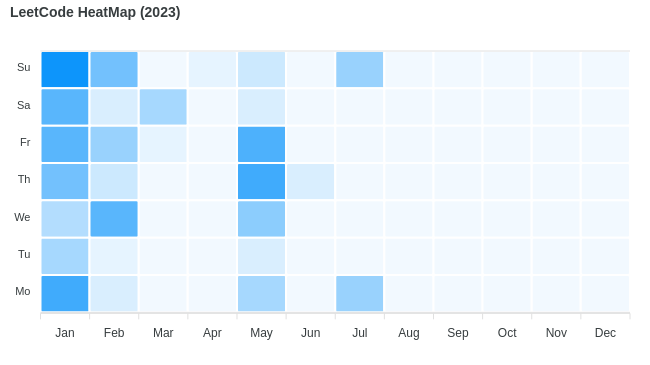 LeetCode HeatMap (2023)
Su
Sa
Fr
Th
We
Tu
Mo
Jan Feb Mar Apr May Jun Jul Aug Sep Oct Nov Dec